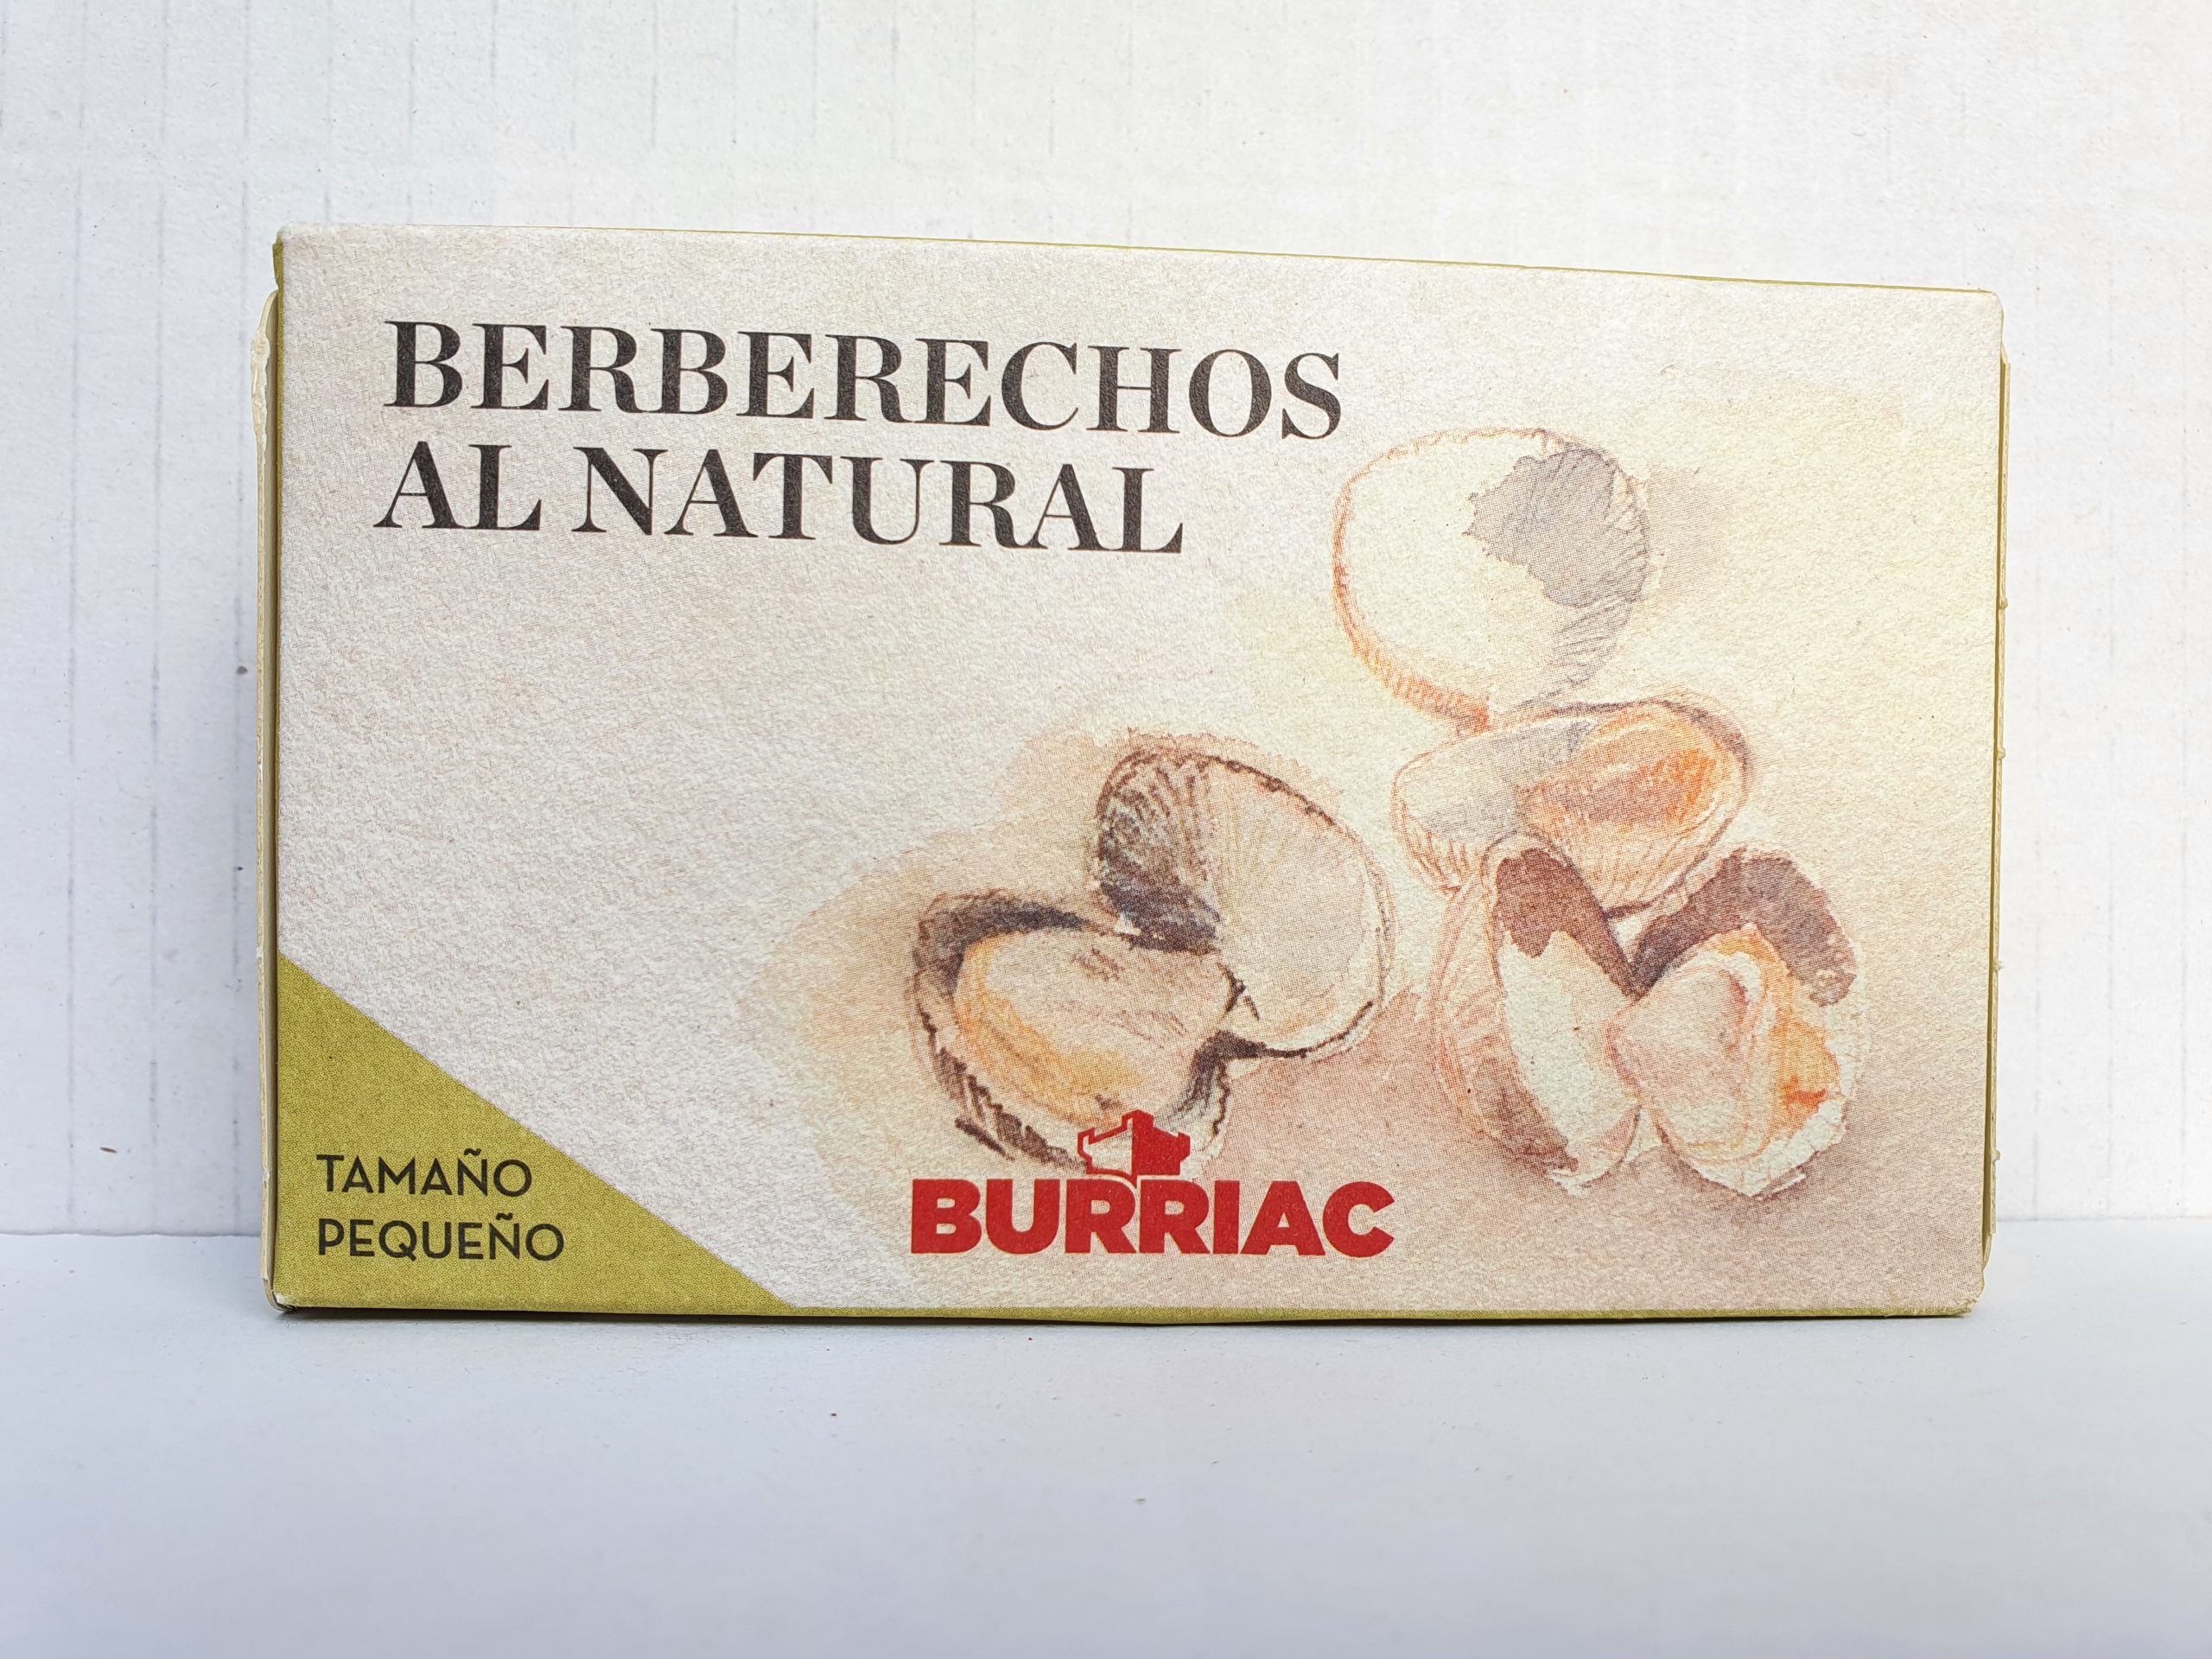 BERBERECHOS
AL NATURAL
TAMAÑO
PEQUEÑO
BURRIAC